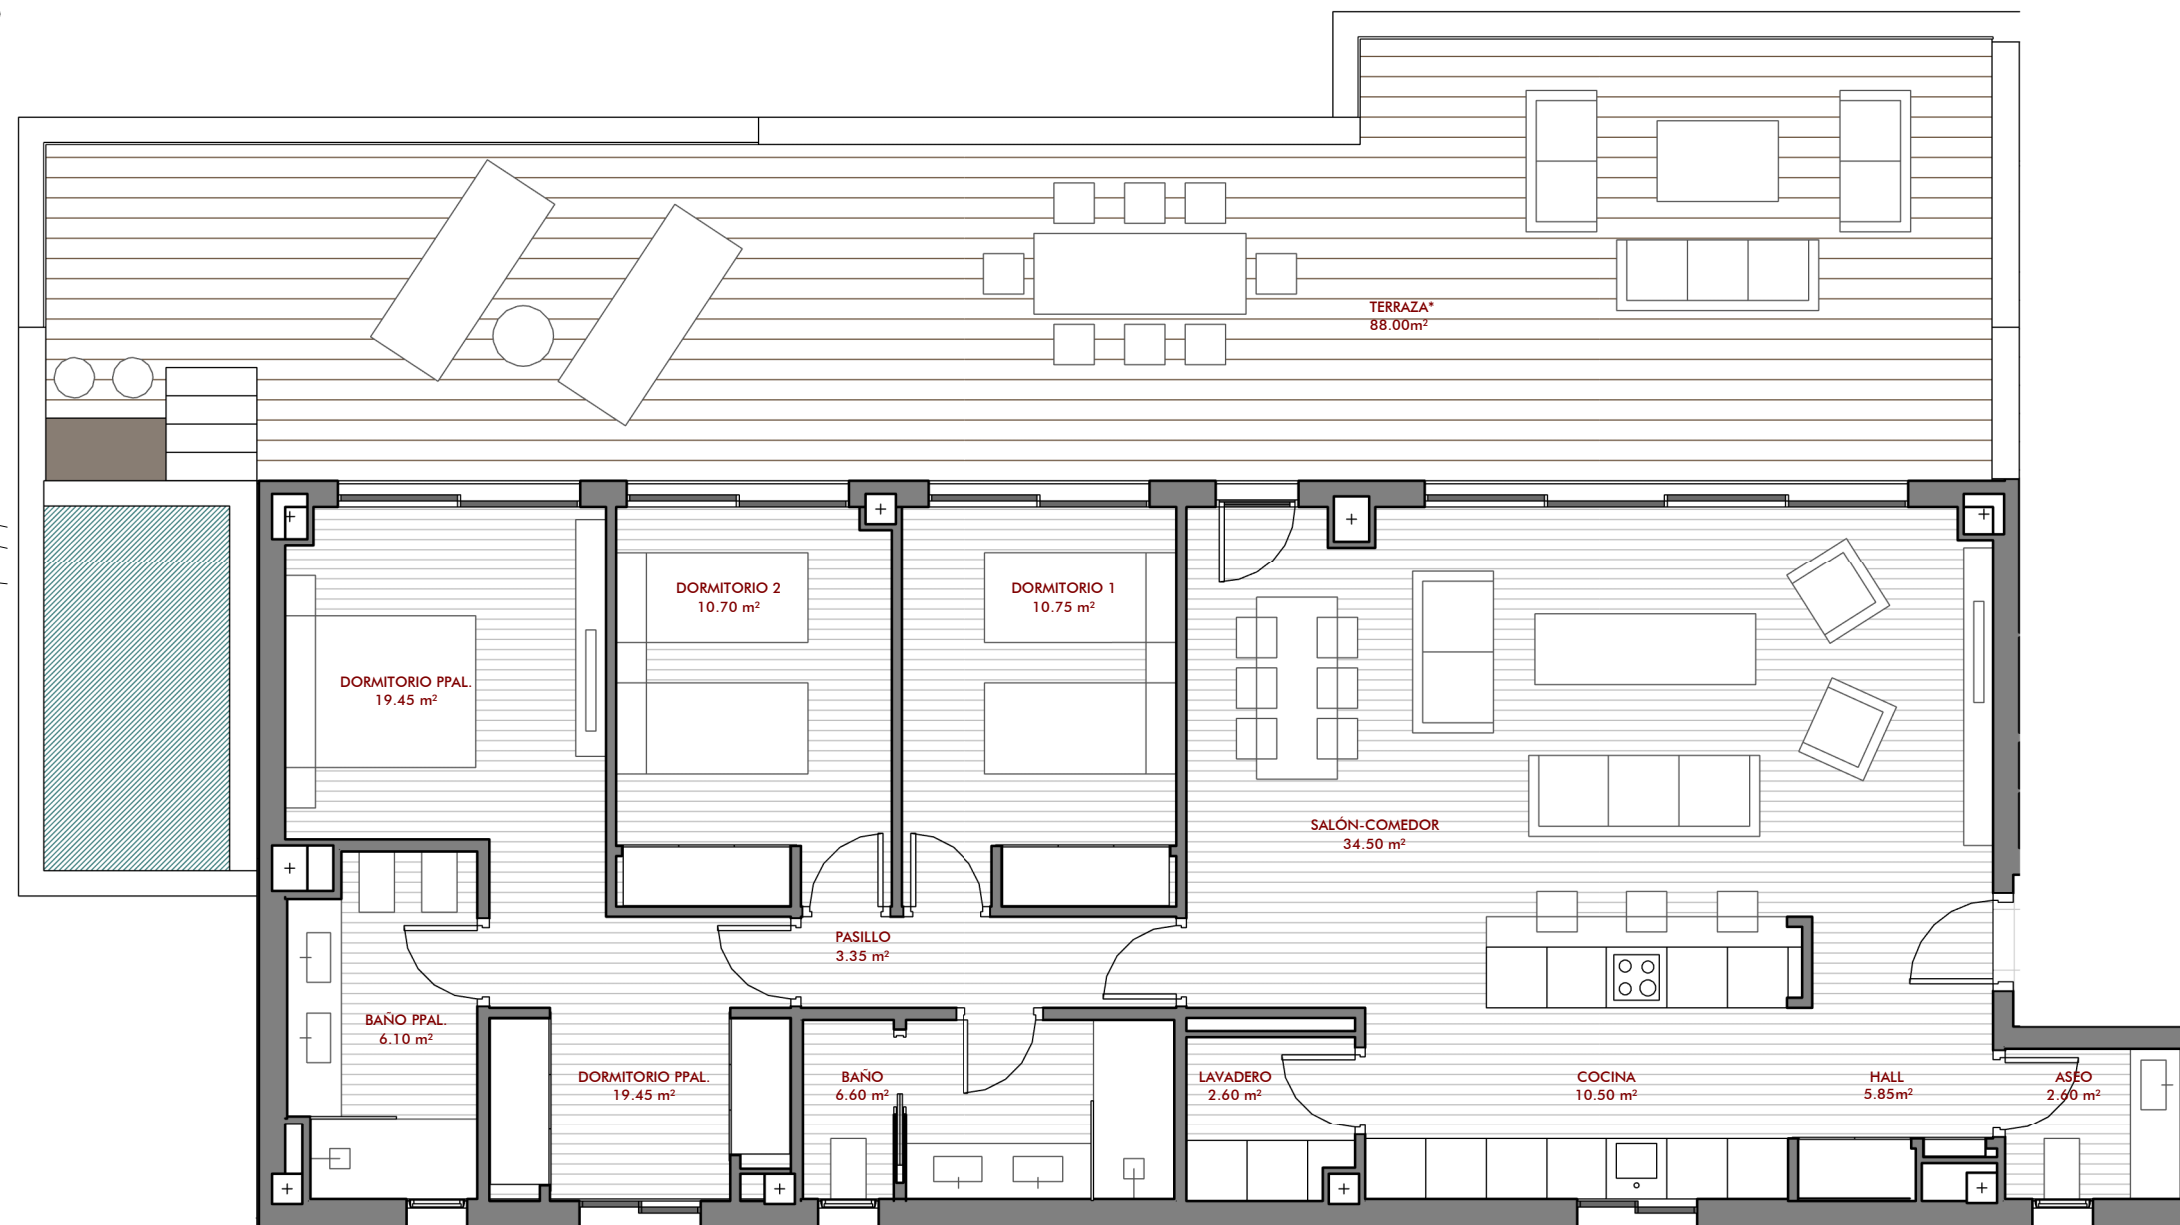 TERRAZA*
88.00m²
DORMITORIO 2
10.70 m²
DORMITORIO 1
10.75 m²
DORMITORIO PPAL.
19.45 m²
SALÓN-COMEDOR
34.50 m²
PASILLO
3.35 m²
BAÑO PPAL.
6.10 m²
DORMITORIO PPAL.
19.45 m²
BAÑO
6.60 m²
LAVADERO
2.60 m²
COCINA
10.50 m²
HALL
5.85m²
ASEO
2.60 m²